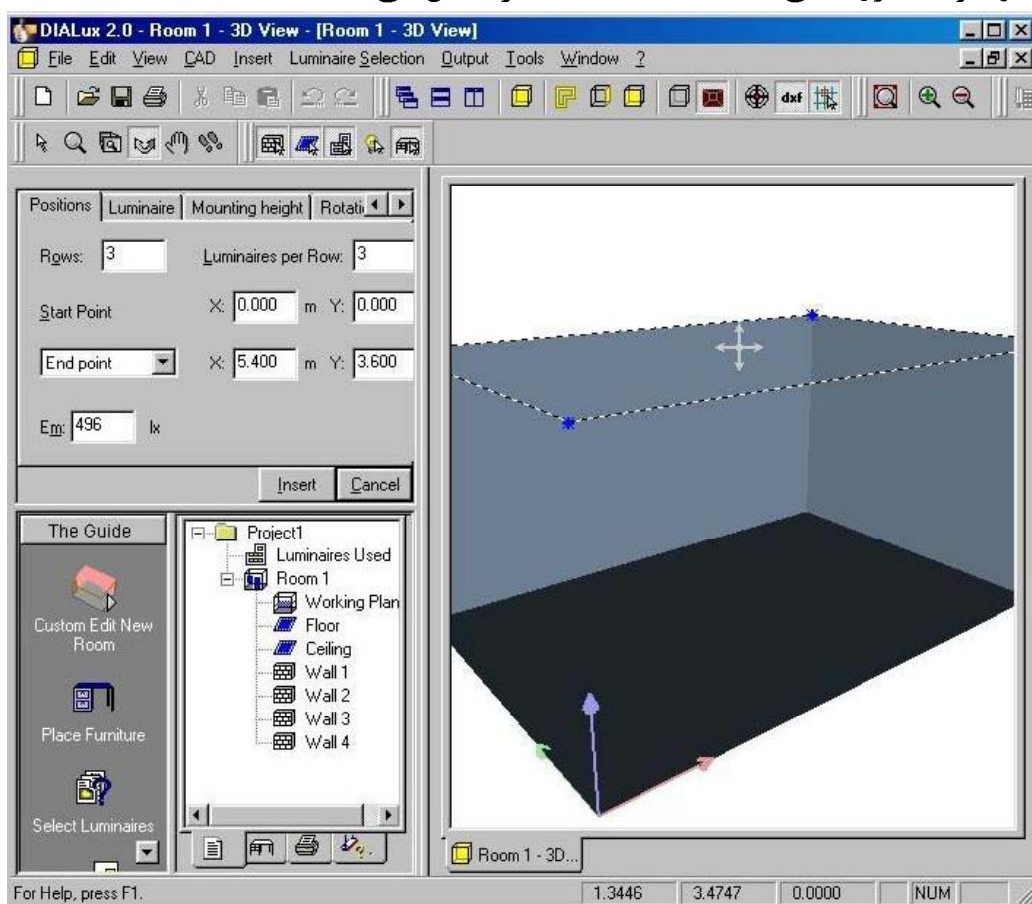 DIALux 2.0 - Room 1 - 3D View - [Room 1 - 3D View]
File Edit View CAD Insert Luminaire Selection Output Tools Window ?
dxf
Positions Luminaire Mounting height Rotati
Rows: 3 Luminaires per Row: 3
Start Point X: 0.000 m Y: 0.000
End point X: 5.400 m Y: 3.600
Em: 496 lx
Insert Cancel
The Guide
Custom Edit New
Room
Place Furniture
Select Luminaires
Project1
Luminaires Used
Room 1
Working Plan
Floor
Ceiling
Wall 1
Wall 2
Wall 3
Wall 4
Room 1 - 3D...
For Help, press F1. 1.3446 3.4747 0.0000 NUM